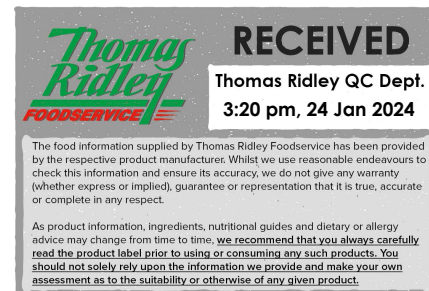 Thomas
Ridley
FOODSERVICE
RECEIVED
Thomas Ridley QC Dept.
3:20 pm, 24 Jan 2024
The food information supplied by Thomas Ridley Foodservice has been provided
by the respective product manufacturer. Whilst we use reasonable endeavours to
check this information and ensure its accuracy, we do not give any warranty
(whether express or implied), guarantee or representation that it is true, accurate
or complete in any respect.
As product information, ingredients, nutritional guides and dietary or allergy
advice may change from time to time, we recommend that you always carefully
read the product label prior to using or consuming any such products. You
should not solely rely upon the information we provide and make your own
assessment as to the suitability or otherwise of any given product.